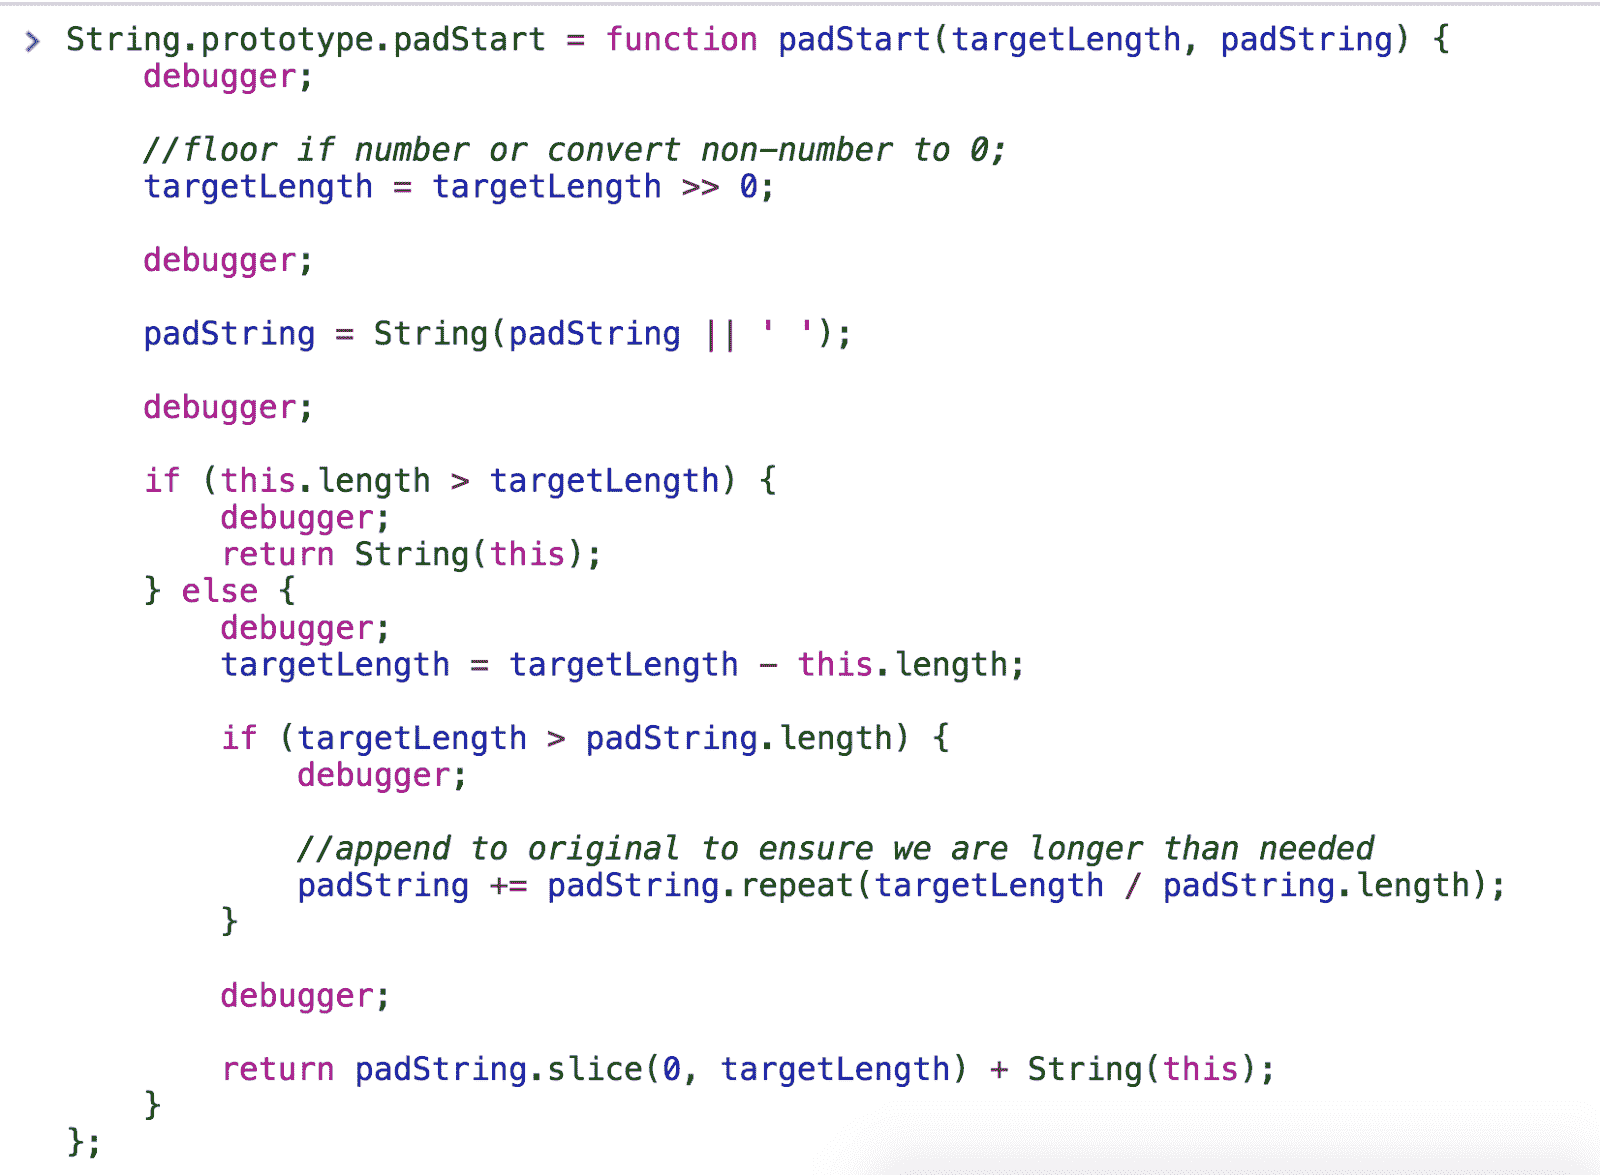 > String.prototype.padStart = function padStart(targetLength, padString) {
debugger;
//floor if number or convert non-number to 0;
targetLength = targetLength >> 0;
debugger;
padString = String(padString || ' ');
debugger;
if (this.length > targetLength) {
debugger;
return String(this);
} else {
debugger;
targetLength = targetLength - this.length;
if (targetLength > padString.length) {
debugger;
//append to original to ensure we are longer than needed
padString += padString.repeat(targetLength / padString.length);
}
debugger;
return padString.slice(0, targetLength) + String(this);
}
};